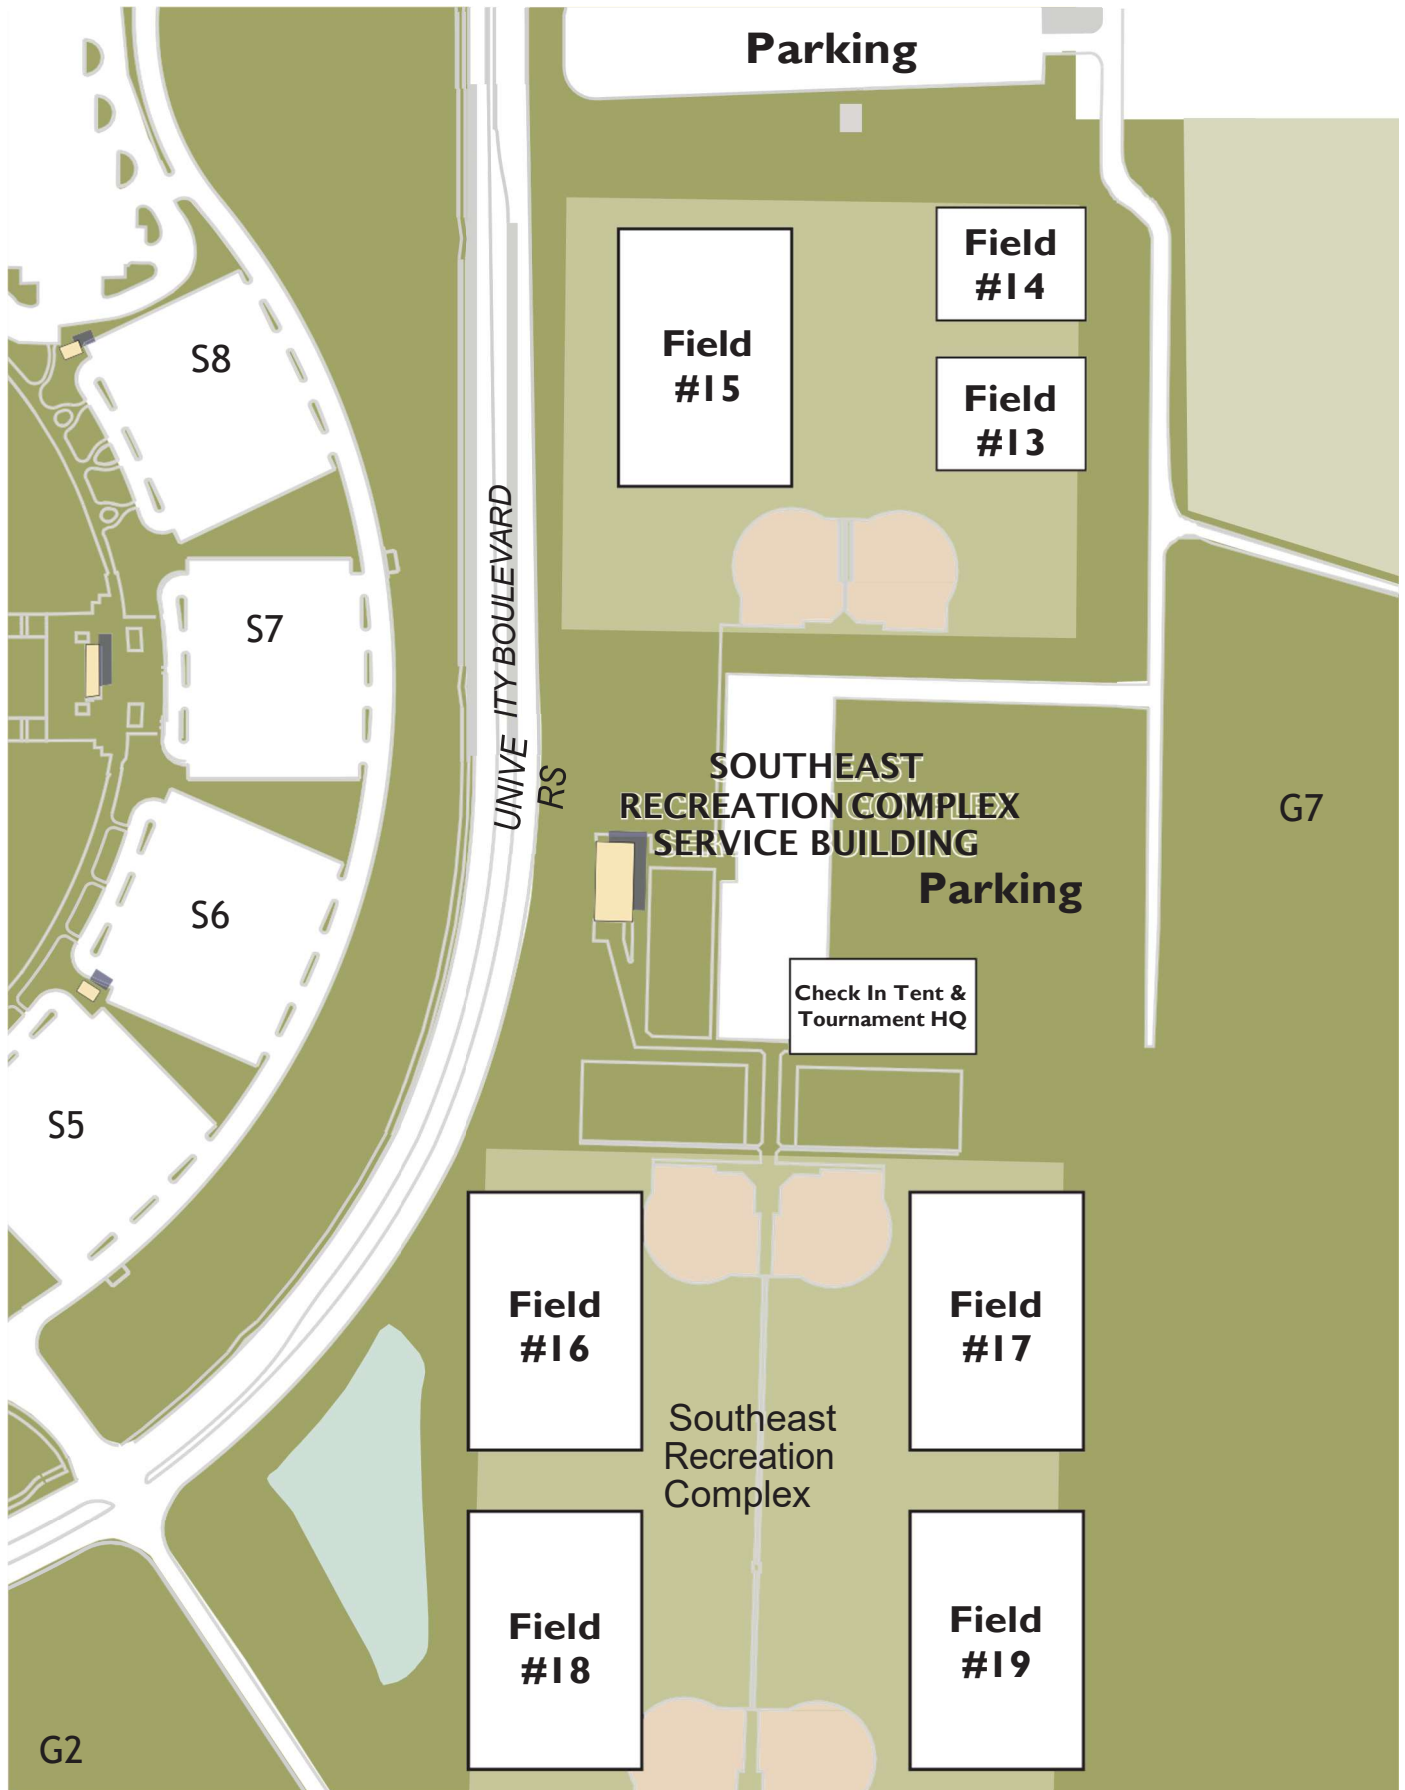 Parking
Field
#14
Field
#15
S8
Field
#13
UNIVE ITY BOULEVARD
RS
S7
SOUTHEAST
RECREATION COMPLEX
SERVICE BUILDING
G7
Parking
S6
Check In Tent &
Tournament HQ
S5
Field
#16
Field
#17
Southeast
Recreation
Complex
Field
#18
Field
#19
G2